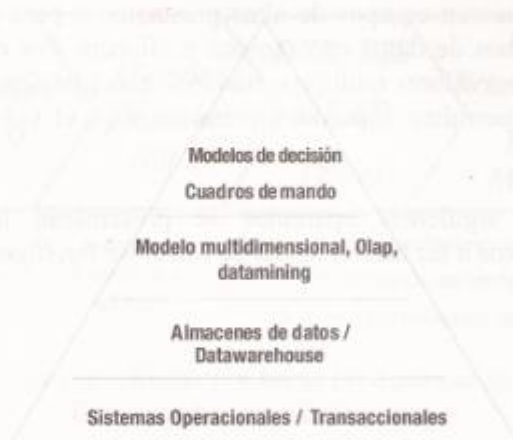 Modelos de decisión
Cuadros de mando
Modelo multidimensional, Olap,
datamining
Almacenes de datos /
Datawarehouse
Sistemas Operacionales / Transaccionales